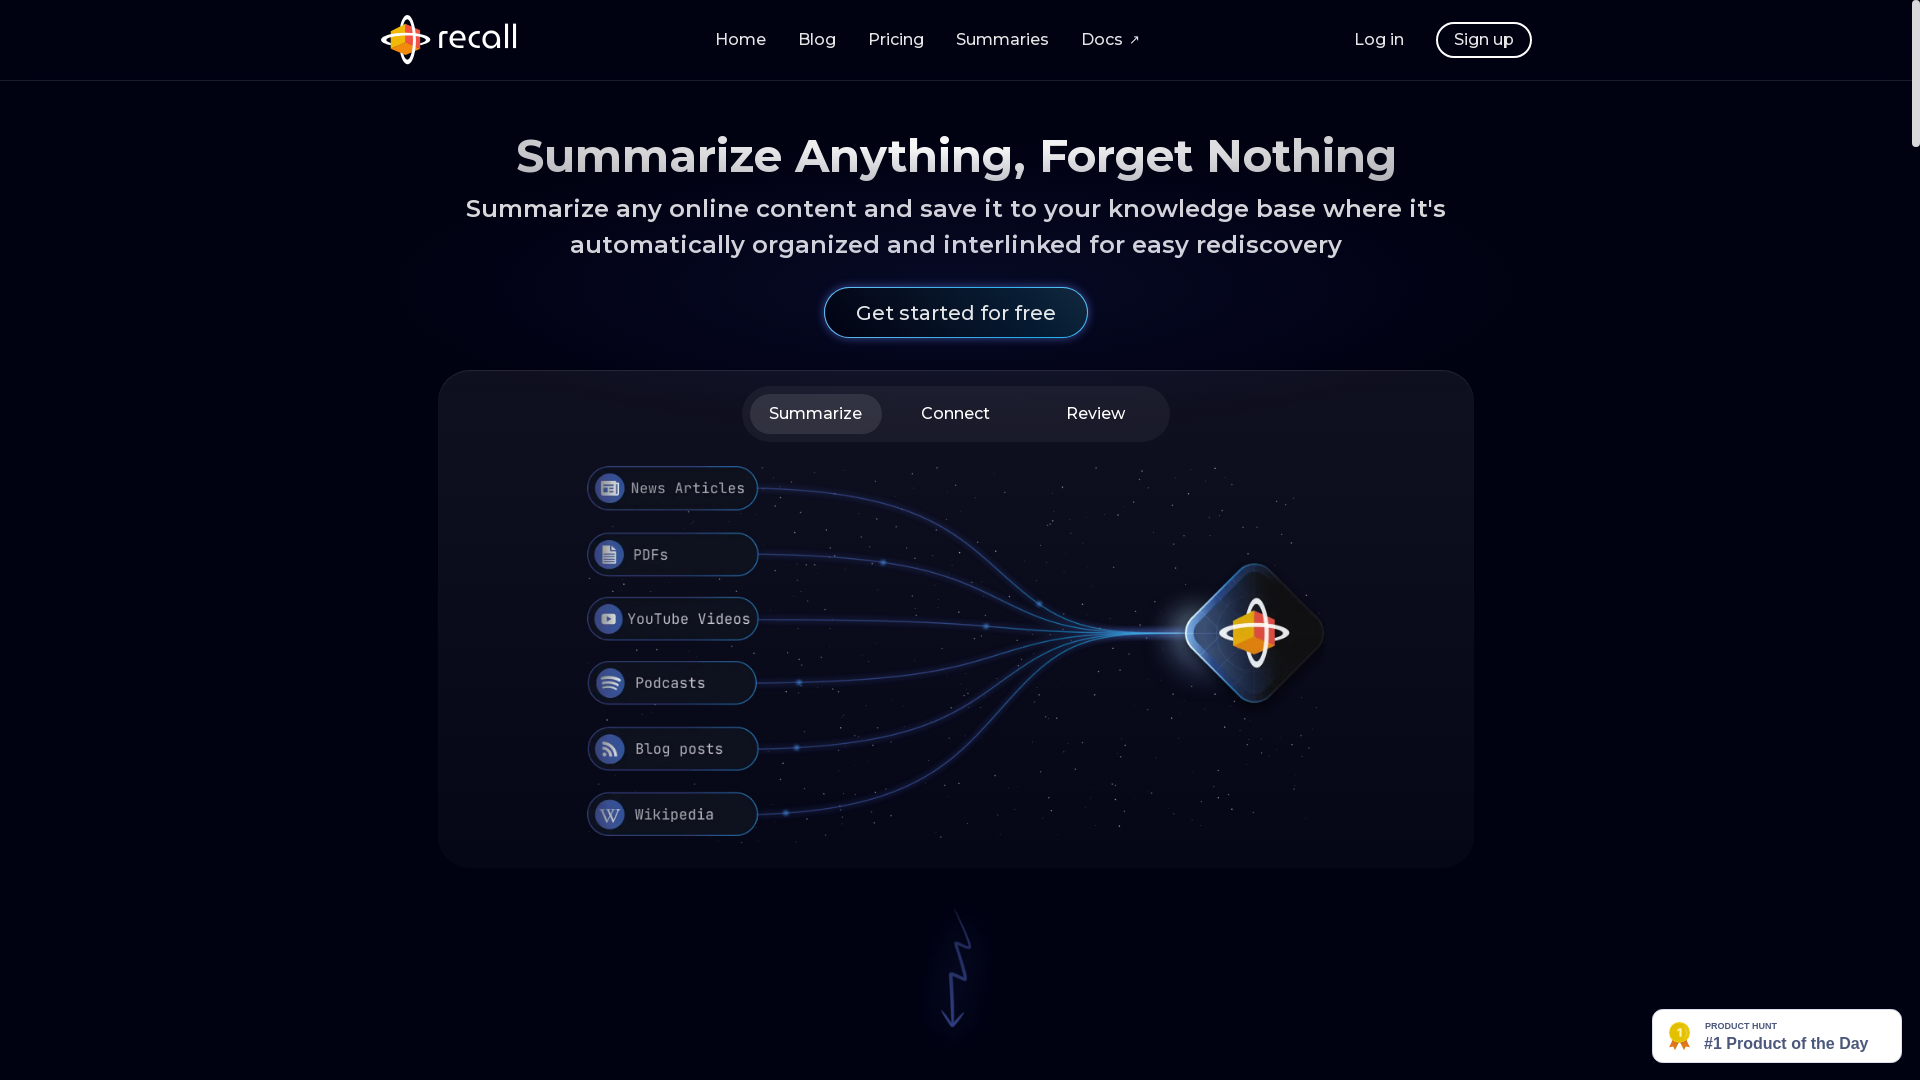 recall
Home Blog Pricing Summaries Docs ↗
Log in Sign up
Summarize Anything, Forget Nothing
Summarize any online content and save it to your knowledge base where it's
automatically organized and interlinked for easy rediscovery
Get started for free
Summarize Connect Review
News Articles
PDFs
YouTube Videos
Podcasts
Blog posts
W Wikipedia
1
PRODUCT HUNT
#1 Product of the Day